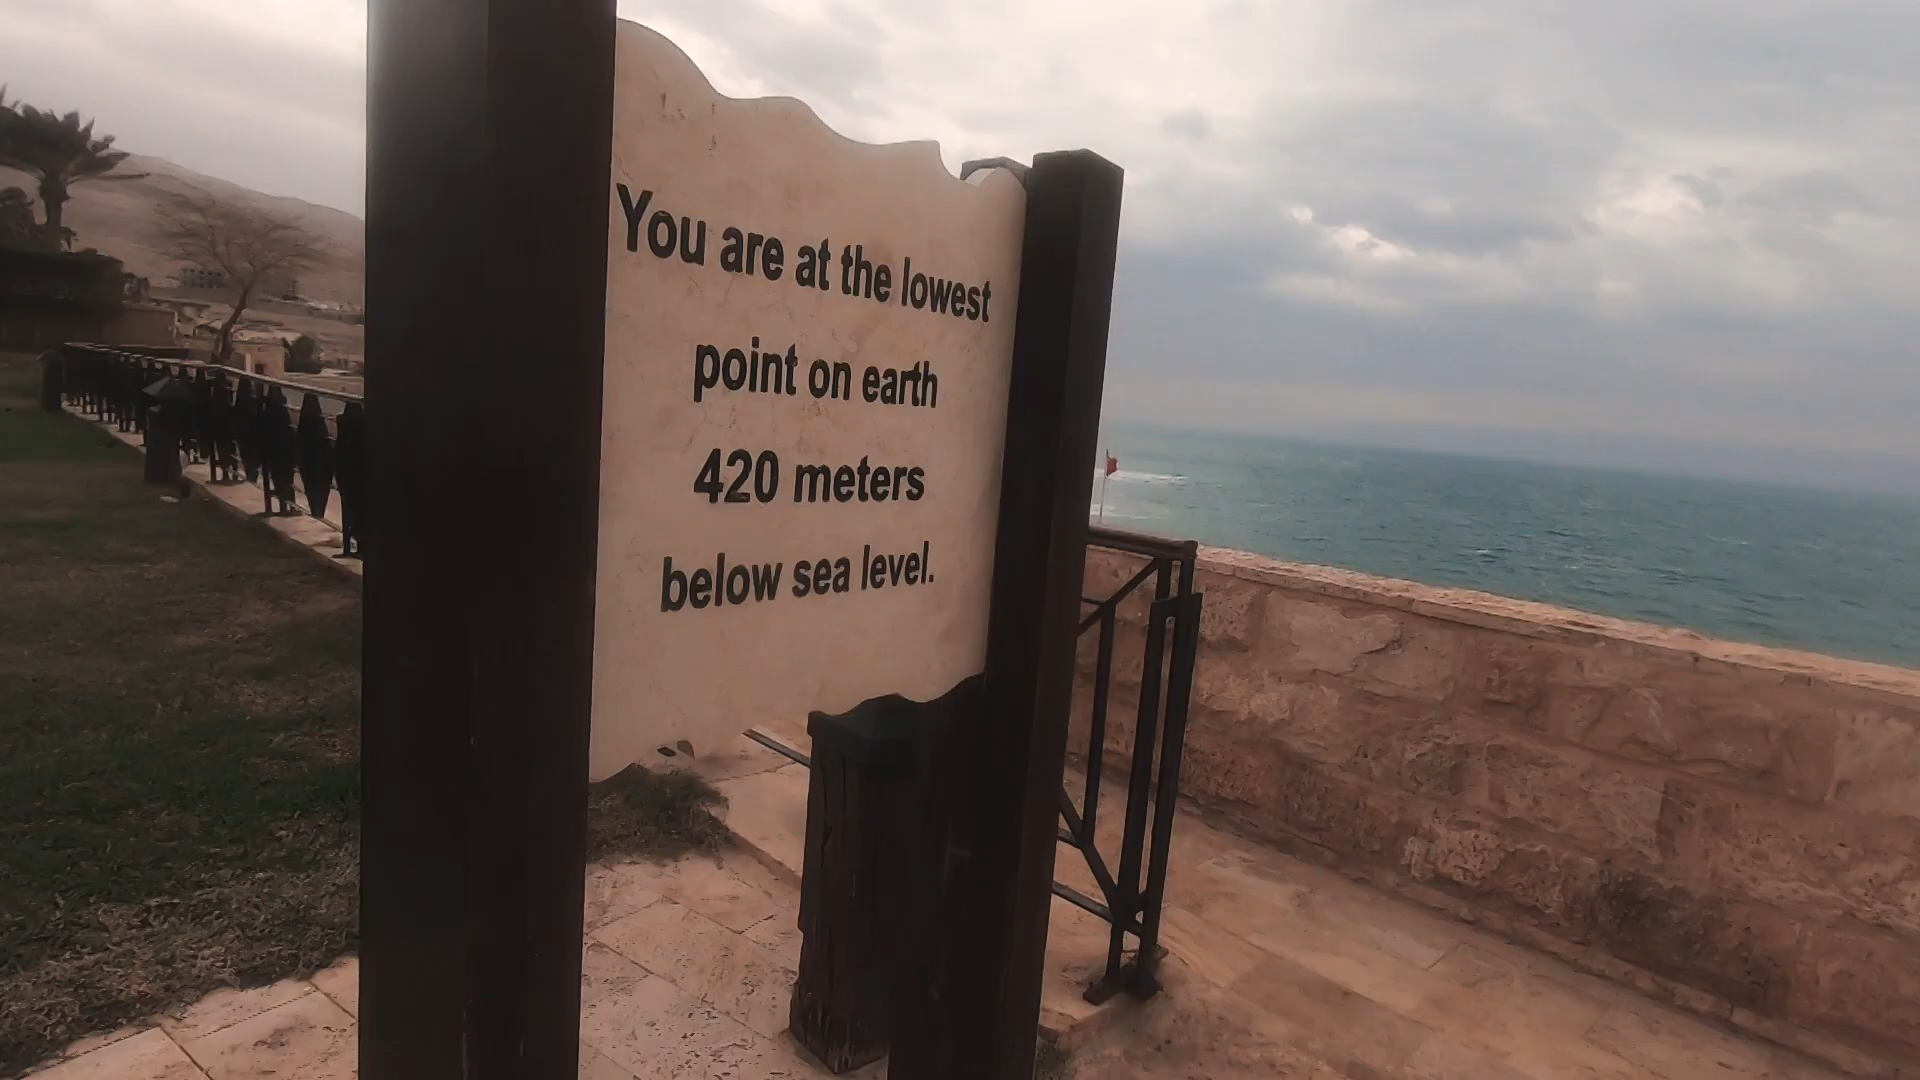 You are at the lowest
point on earth
420 meters
below sea level.